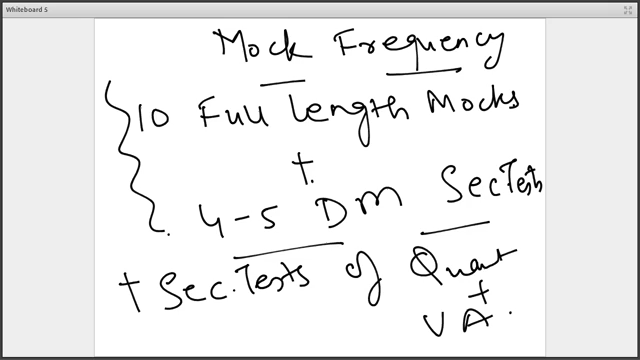 Whiteboard 5
Mock Frequency
10 Full length Mocks
+
4-5 DM SecTests
+ Sec.Tests of Quant
+
VA.